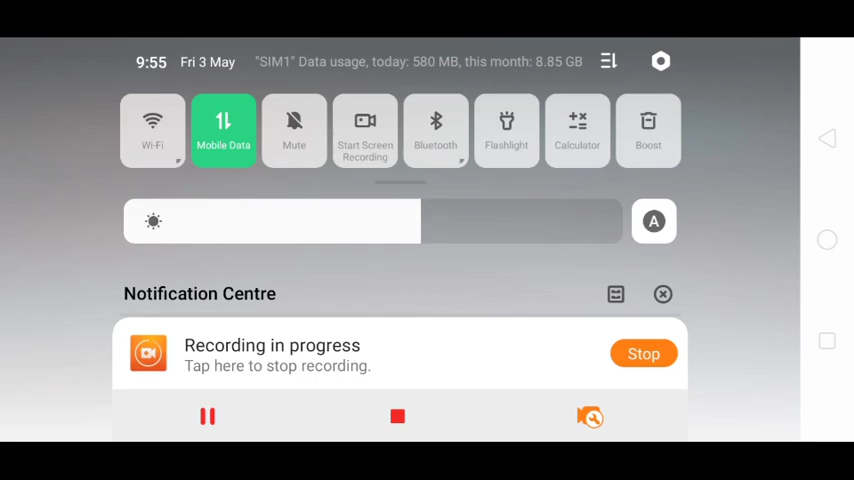 9:55 Fri 3 May "SIM1" Data usage, today: 580 MB, this month: 8.85 GB
Wi-Fi Mobile Data Mute Start Screen Recording Bluetooth Flashlight Calculator Boost
A
Notification Centre
Recording in progress
Tap here to stop recording.
Stop